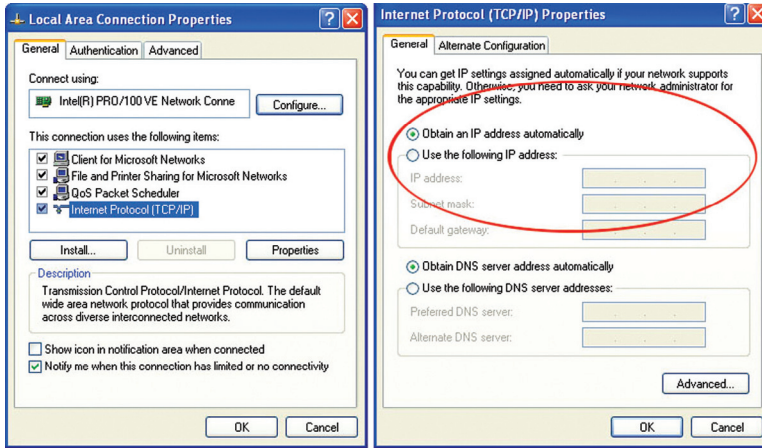 Local Area Connection Properties
General Authentication Advanced
Connect using:
Intel(R) PRO/100 VE Network Conne
Configure...
This connection uses the following items:
Client for Microsoft Networks
File and Printer Sharing for Microsoft Networks
QoS Packet Scheduler
Internet Protocol (TCP/IP)
Install... Uninstall Properties
Description
Transmission Control Protocol/Internet Protocol. The default
wide area network protocol that provides communication
across diverse interconnected networks.
Show icon in notification area when connected
Notify me when this connection has limited or no connectivity
OK Cancel
Internet Protocol (TCP/IP) Properties
General Alternate Configuration
You can get IP settings assigned automatically if your network supports
this capability. Otherwise, you need to ask your network administrator for
the appropriate IP settings.
Obtain an IP address automatically
Use the following IP address:
IP address:
Subnet mask:
Default gateway:
Obtain DNS server address automatically
Use the following DNS server addresses:
Preferred DNS server:
Alternate DNS server:
Advanced...
OK Cancel